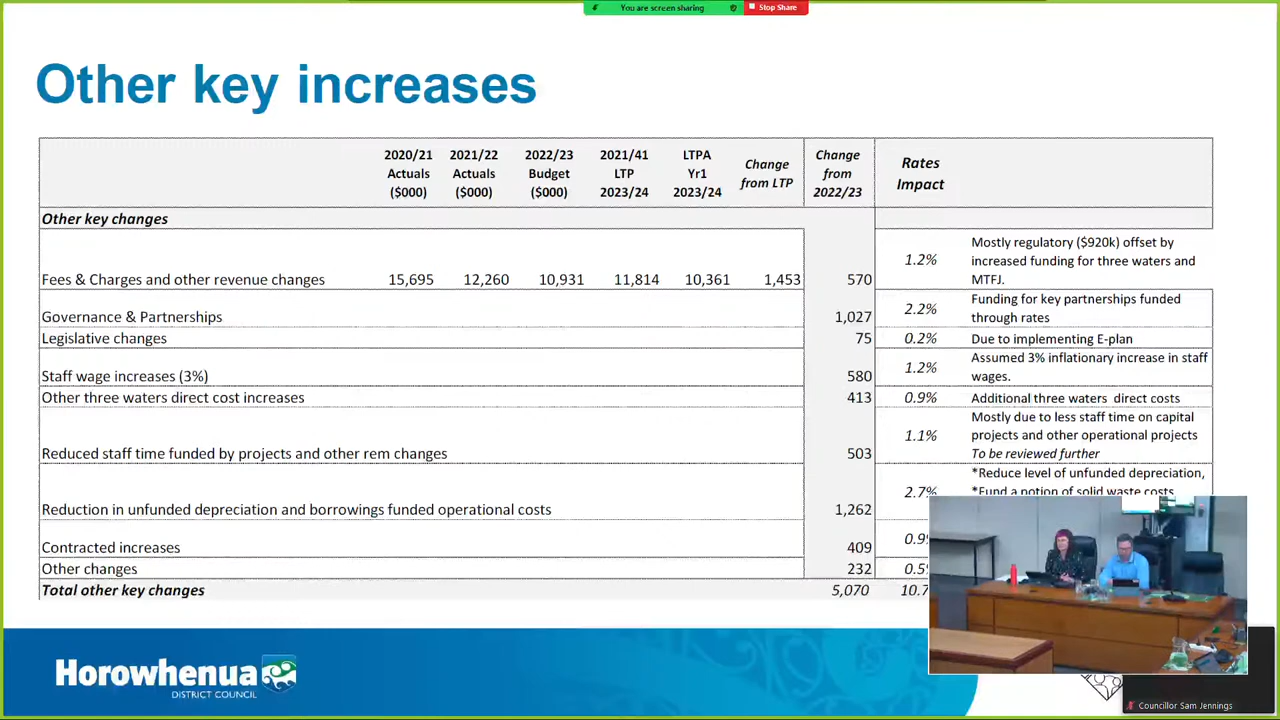 You are screen sharing Stop Share
Other key increases
2020/21 Actuals ($000) 2021/22 Actuals ($000) 2022/23 Budget ($000) 2021/41 LTP 2023/24 LTPA Yr1 2023/24 Change from LTP Change from 2022/23 Rates Impact
Other key changes
Fees & Charges and other revenue changes 15,695 12,260 10,931 11,814 10,361 1,453 570 1.2% Mostly regulatory ($920k) offset by increased funding for three waters and MTFJ.
Governance & Partnerships 1,027 2.2% Funding for key partnerships funded through rates
Legislative changes 75 0.2% Due to implementing E-plan
Staff wage increases (3%) 580 1.2% Assumed 3% inflationary increase in staff wages.
Other three waters direct cost increases 413 0.9% Additional three waters direct costs
Reduced staff time funded by projects and other rem changes 503 1.1% Mostly due to less staff time on capital projects and other operational projects To be reviewed further
Reduction in unfunded depreciation and borrowings funded operational costs 1,262 2.7% *Reduce level of unfunded depreciation, *Fund a potion of solid waste costs
Contracted increases 409 0.9
Other changes 232 0.5
Total other key changes 5,070 10.7
Horowhenua
DISTRICT COUNCIL
Councillor Sam Jennings